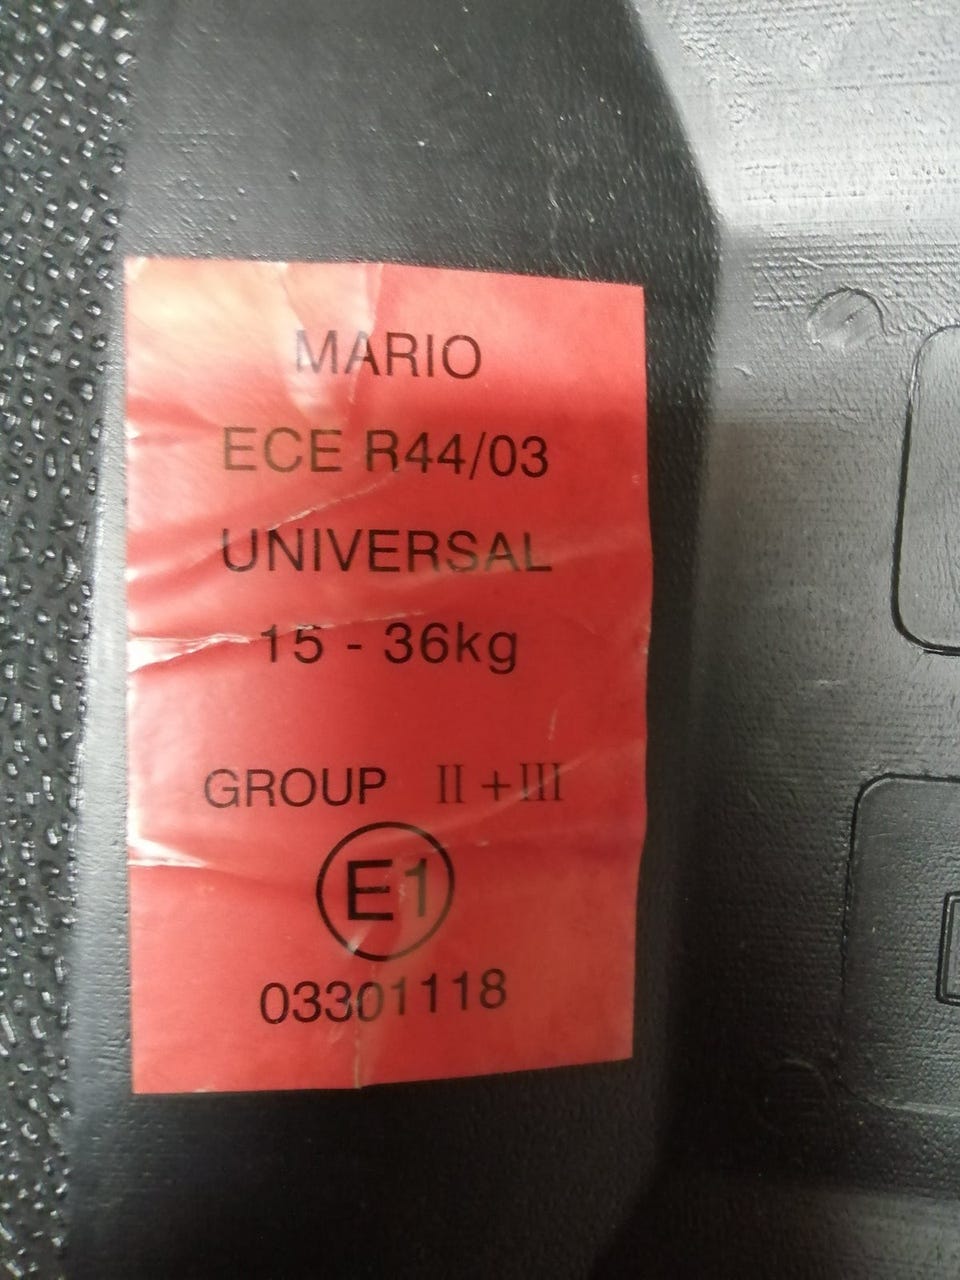 MARIO
ECE R44/03
UNIVERSAL
15 - 36kg
GROUP II + III
E1
03301118